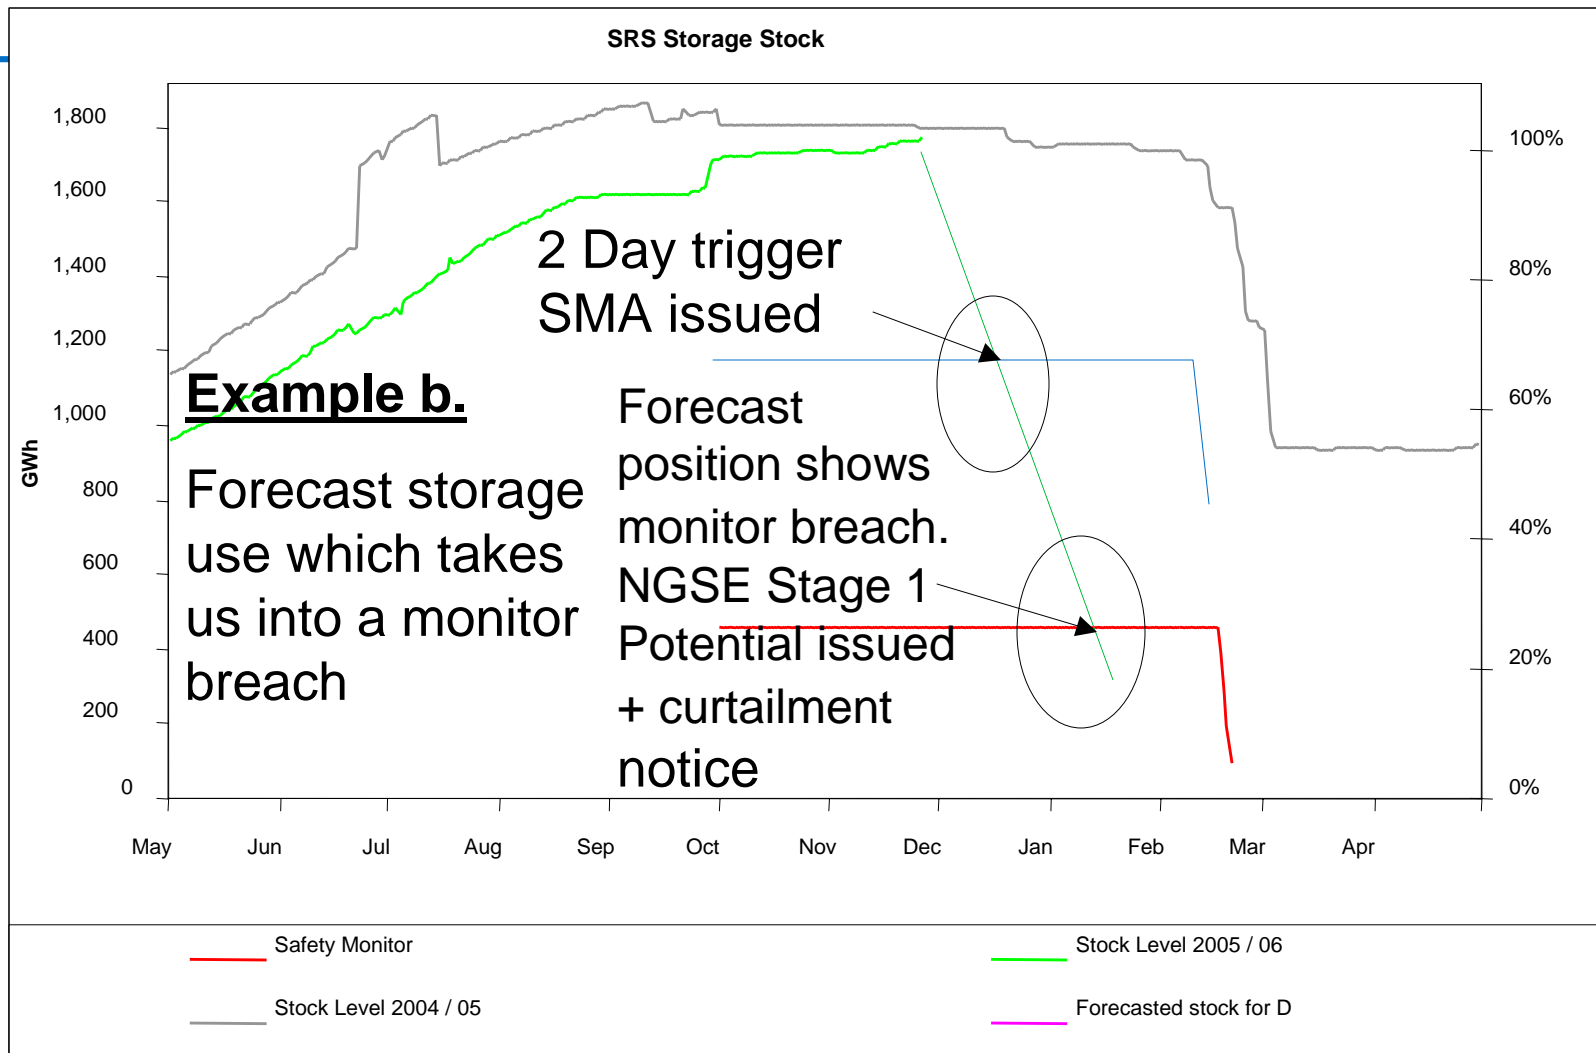 SRS Storage Stock
GWh
1,800
1,600
1,400
1,200
1,000
800
600
400
200
0
100%
80%
60%
40%
20%
0%
2 Day trigger
SMA issued
Example b.
Forecast storage
use which takes
us into a monitor
breach
Forecast
position shows
monitor breach.
NGSE Stage 1
Potential issued
+ curtailment
notice
May Jun Jul Aug Sep Oct Nov Dec Jan Feb Mar Apr
Safety Monitor
Stock Level 2005 / 06
Stock Level 2004 / 05
Forecasted stock for D